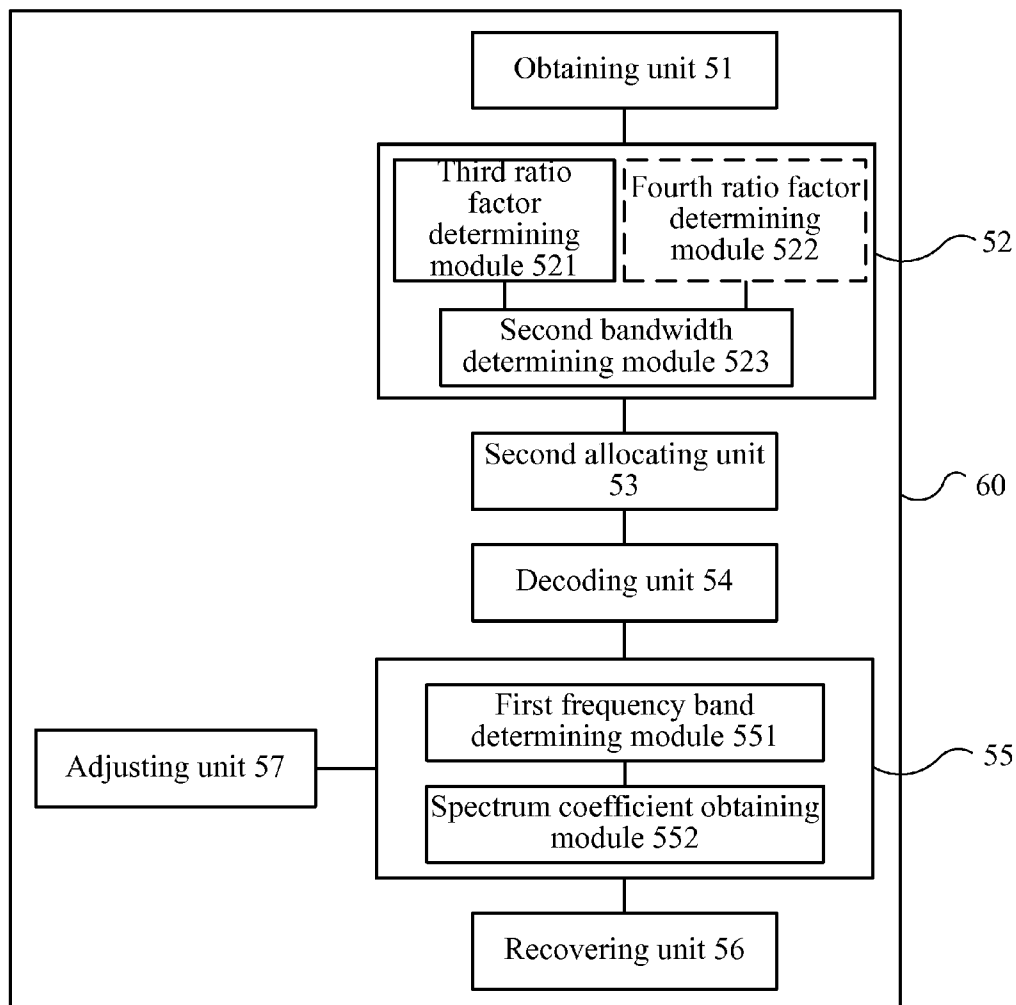 Obtaining unit 51
Third ratio
factor
determining
module 521
Fourth ratio factor
determining
module 522
52
Second bandwidth
determining module 523
Second allocating unit
53
60
Decoding unit 54
First frequency band
determining module 551
Adjusting unit 57
55
Spectrum coefficient obtaining
module 552
Recovering unit 56